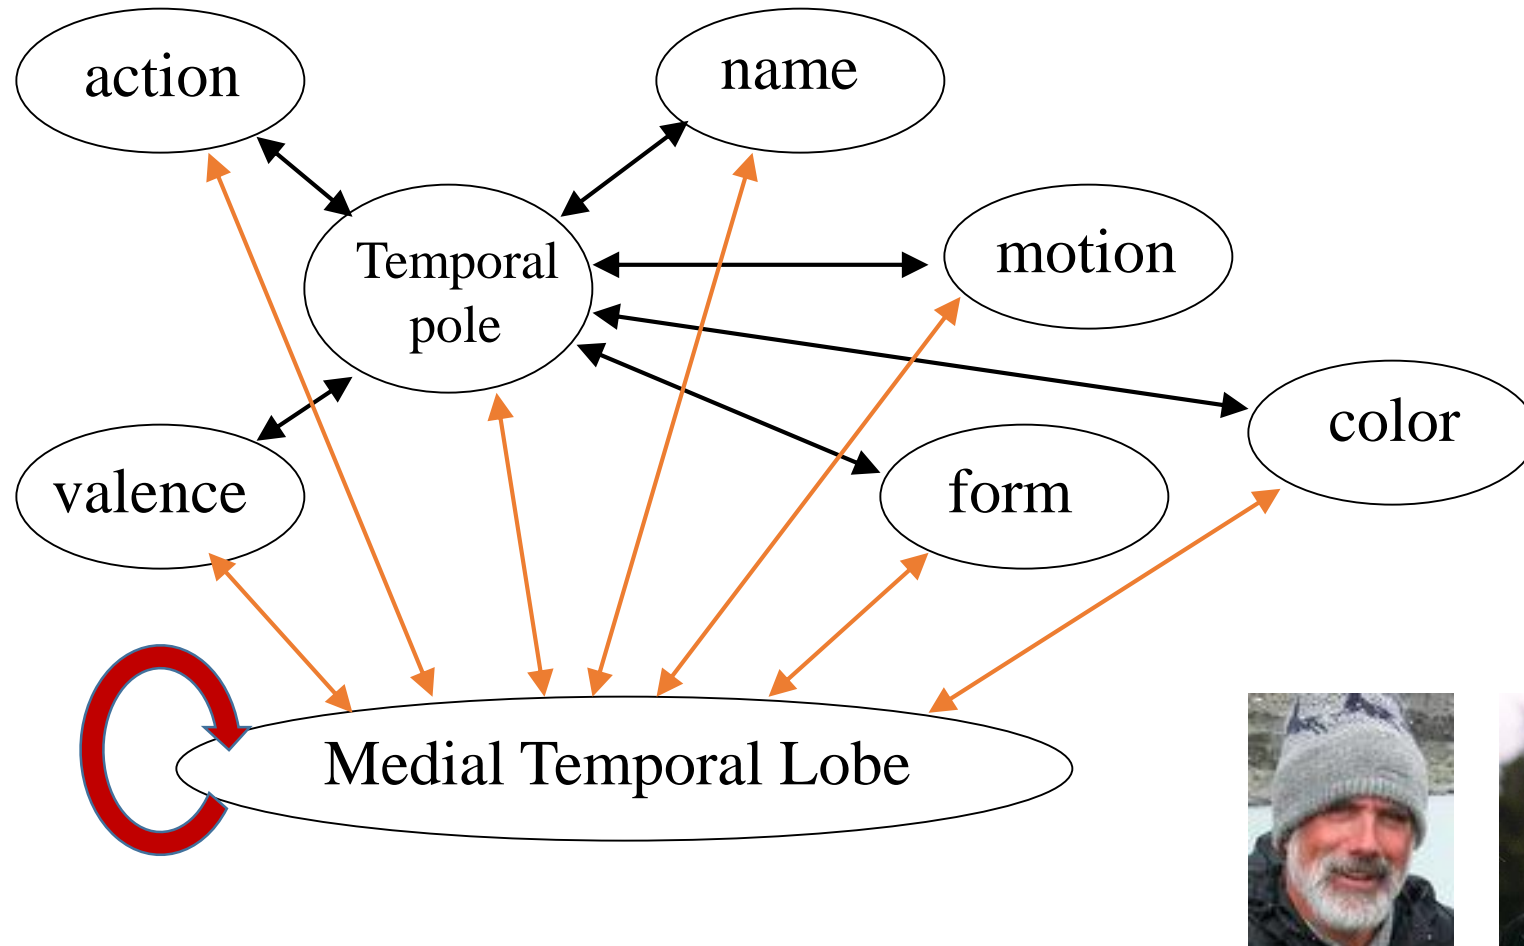 action
name
Temporal
pole
motion
color
valence
form
Medial Temporal Lobe